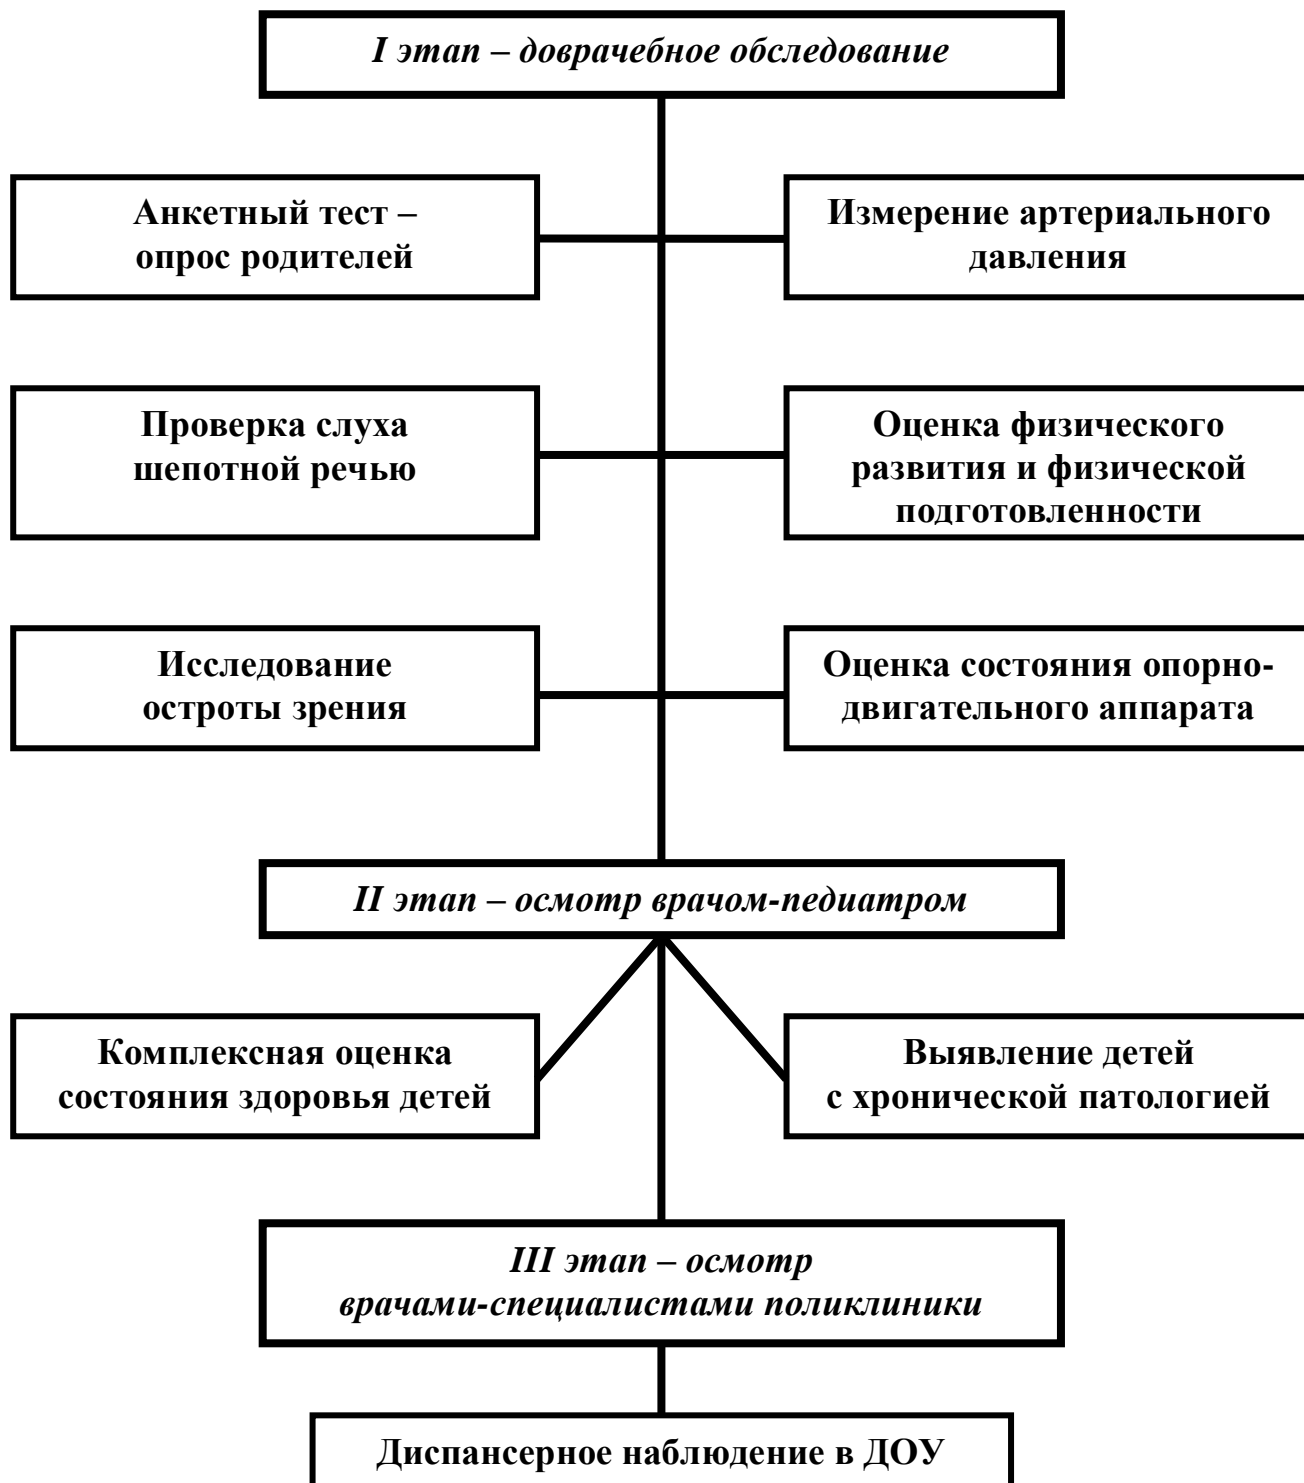 I этап – доврачебное обследование
Анкетный тест –
опрос родителей
Измерение артериального
давления
Проверка слуха
шепотной речью
Оценка физического
развития и физической
подготовленности
Исследование
остроты зрения
Оценка состояния опорно-
двигательного аппарата
II этап – осмотр врачом-педиатром
Комплексная оценка
состояния здоровья детей
Выявление детей
с хронической патологией
III этап – осмотр
врачами-специалистами поликлиники
Диспансерное наблюдение в ДОУ